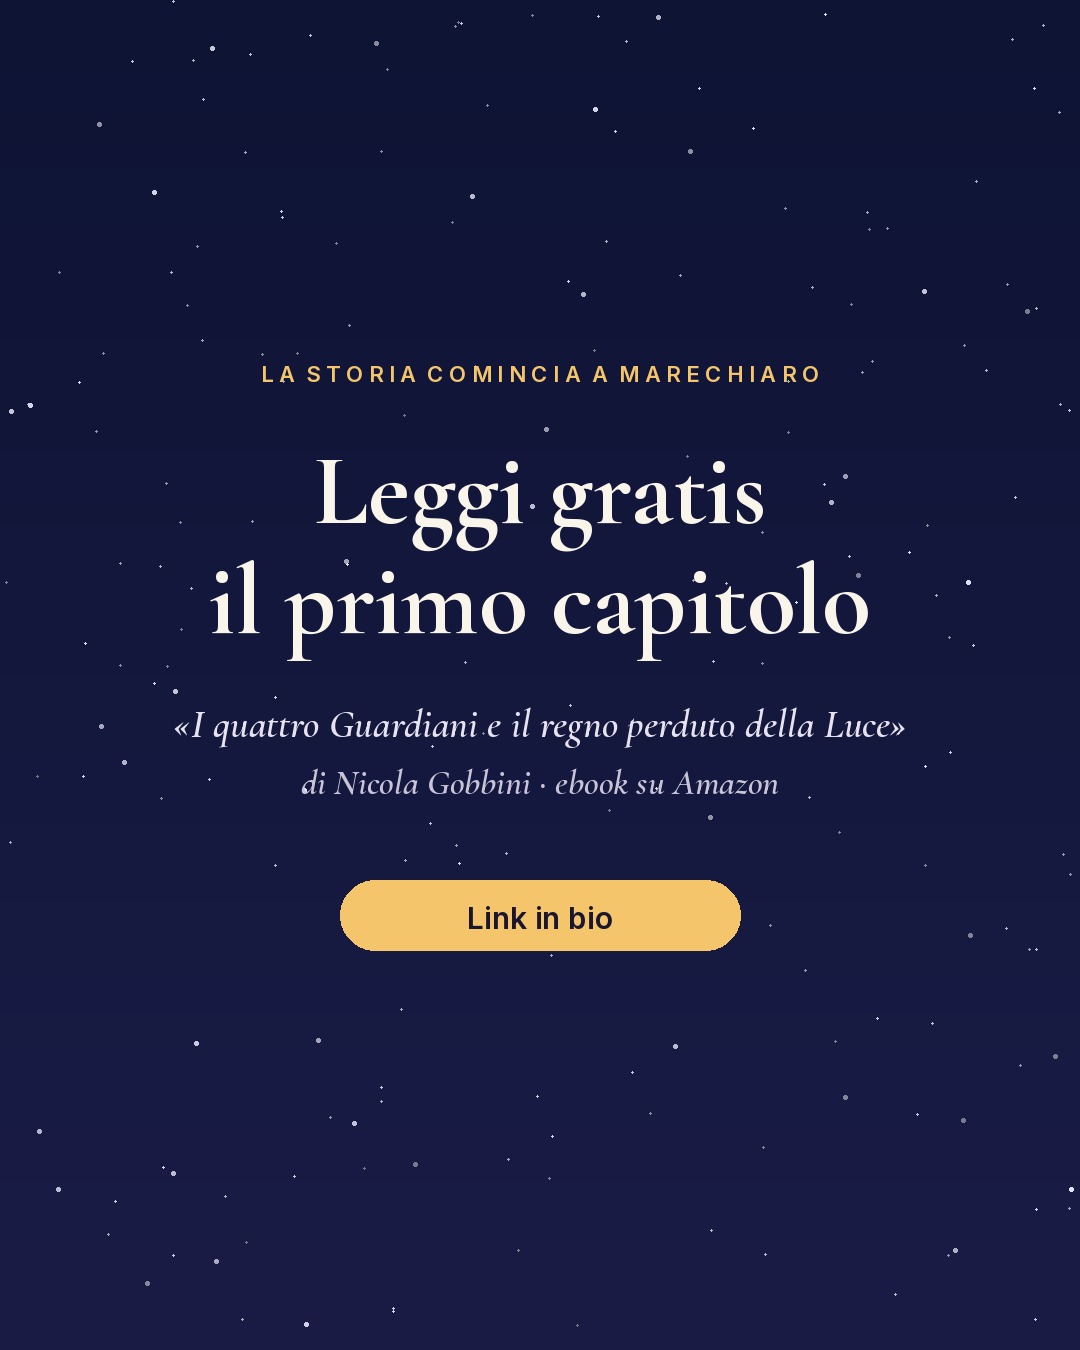 LA STORIA COMINCIA A MARECHIARO
Leggi gratis
il primo capitolo
«I quattro Guardiani e il regno perduto della Luce»
di Nicola Gobbini · ebook su Amazon
Link in bio